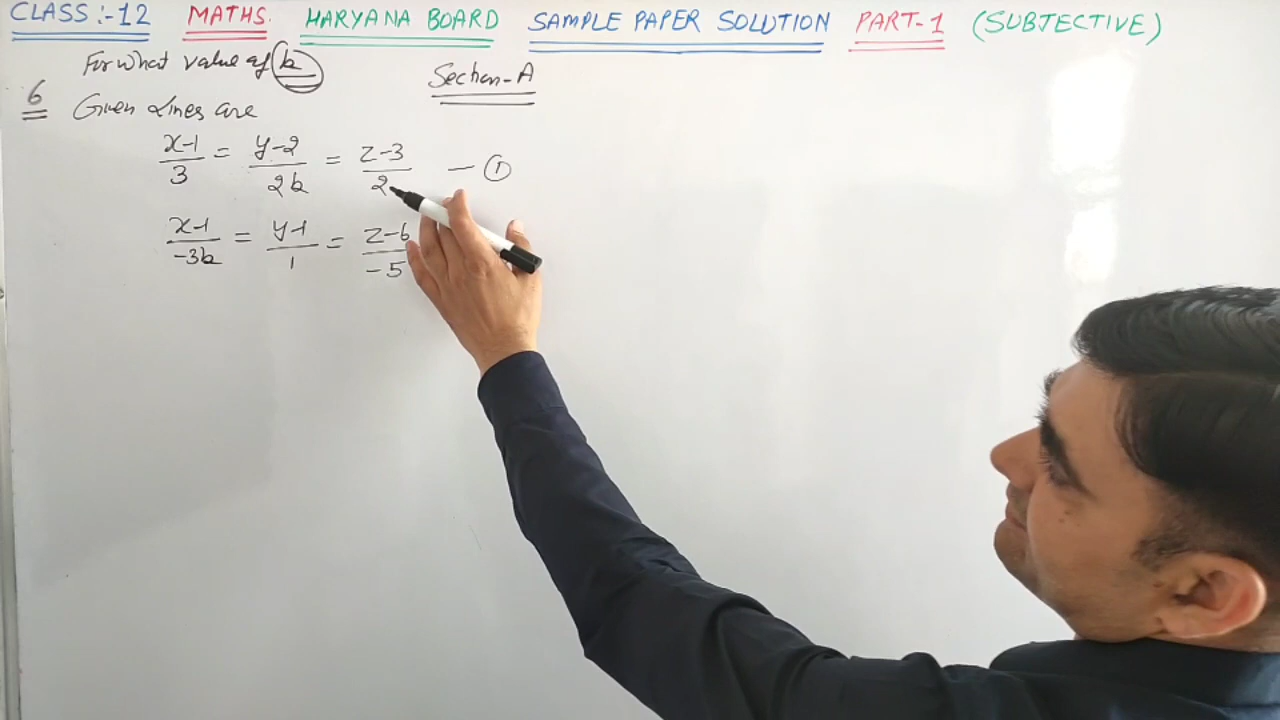 CLASS :- 12 MATHS. HARYANA BOARD SAMPLE PAPER SOLUTION PART-1 (SUBJECTIVE)
For what value of k
Section-A
6 Given Lines are
x-1/3 = y-2/2k = z-3/2 — ①
x-1/-3k = y-1/1 = z-6/-5